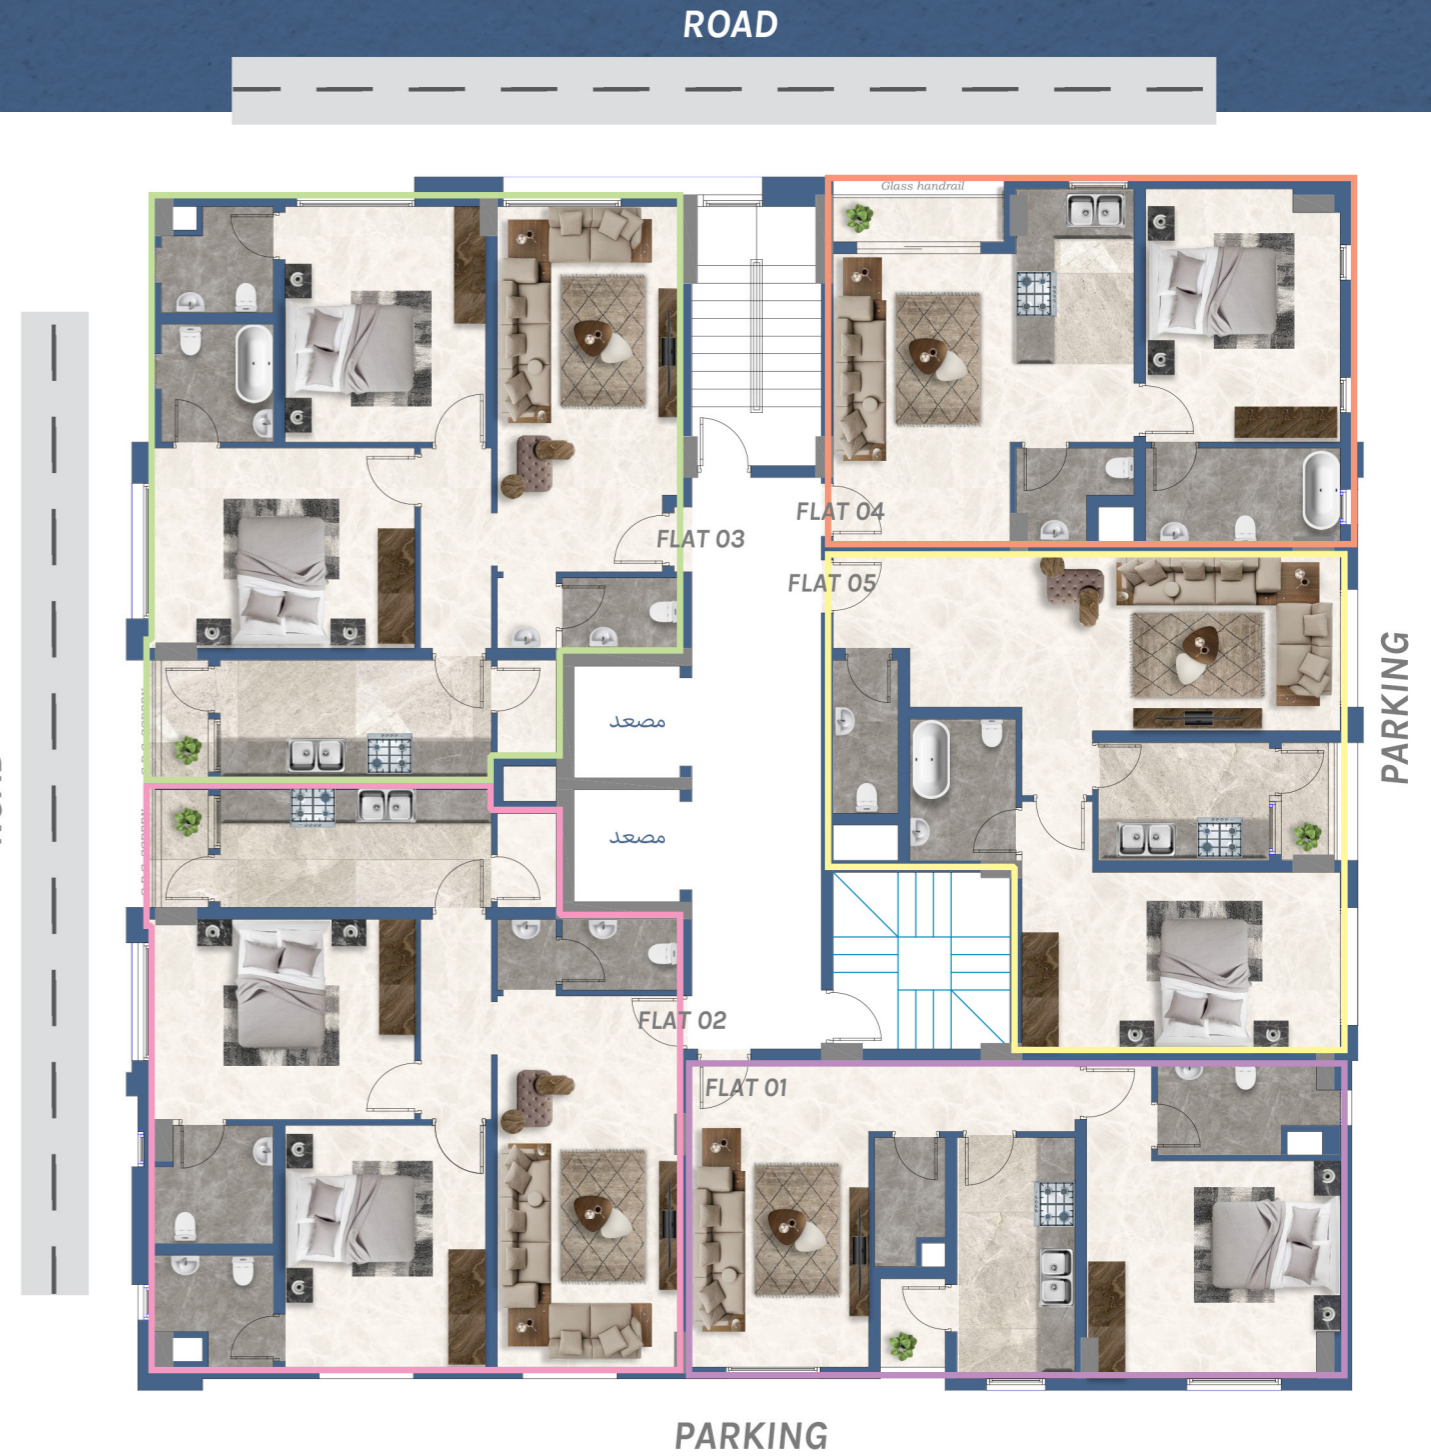 ROAD
Glass handrail
FLAT 04
FLAT 03
FLAT 05
مصعد
PARKING
مصعد
FLAT 02
FLAT 01
PARKING